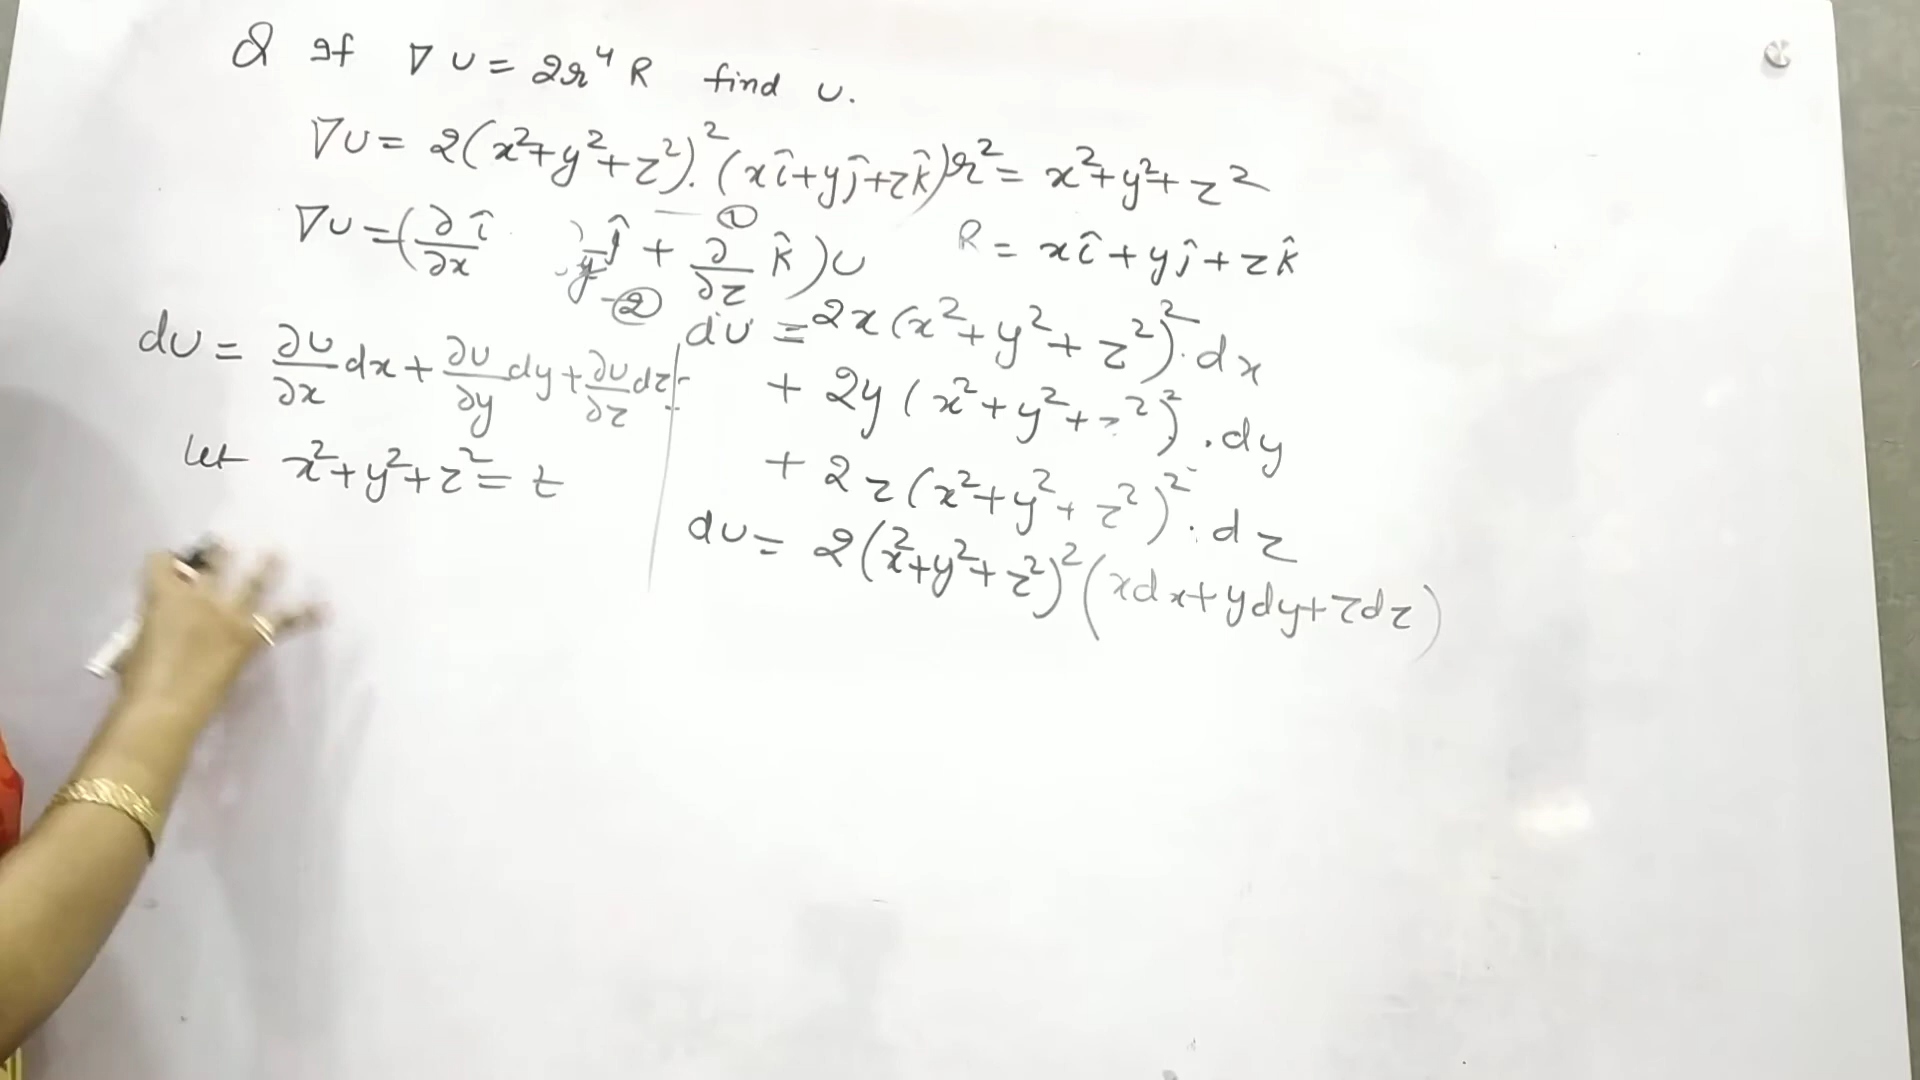 Q If ∇U = 2r⁴ R find U.
∇U = 2(x²+y²+z²)².(xî+yĵ+zk̂) r² = x²+y²+z²
①
∇U = (∂/∂x î ĵ + ∂/∂z k̂)U R = xî+yĵ+zk̂
②
dU = ∂U/∂x dx + ∂U/∂y dy + ∂U/∂z dz
Let x²+y²+z² = t
dU = 2x(x²+y²+z²)².dx
+ 2y(x²+y²+z²)².dy
+ 2z(x²+y²+z²)².dz
dU = 2(x²+y²+z²)²(xdx+ydy+zdz)